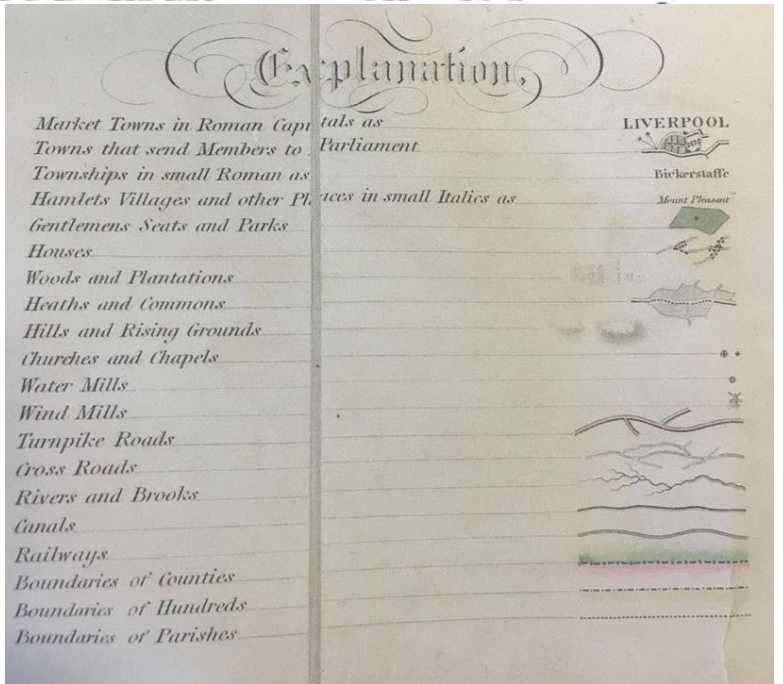 Explanation,
Market Towns in Roman Capitals as LIVERPOOL
Towns that send Members to Parliament
Townships in small Roman as Bickerstaffe
Hamlets Villages and other Places in small Italics as Mount Pleasant
Gentlemens Seats and Parks
Houses
Woods and Plantations
Heaths and Commons
Hills and Rising Grounds
Churches and Chapels
Water Mills
Wind Mills
Turnpike Roads
Cross Roads
Rivers and Brooks
Canals
Railways
Boundaries of Counties
Boundaries of Hundreds
Boundaries of Parishes